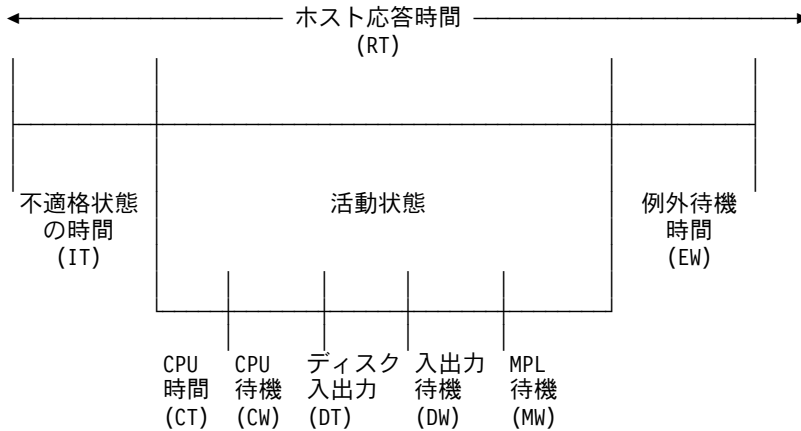 ホスト応答時間
(RT)
不適格状態
の時間
(IT)
活動状態
例外待機
時間
(EW)
CPU
時間
(CT)
CPU
待機
(CW)
ディスク
入出力
(DT)
入出力
待機
(DW)
MPL
待機
(MW)